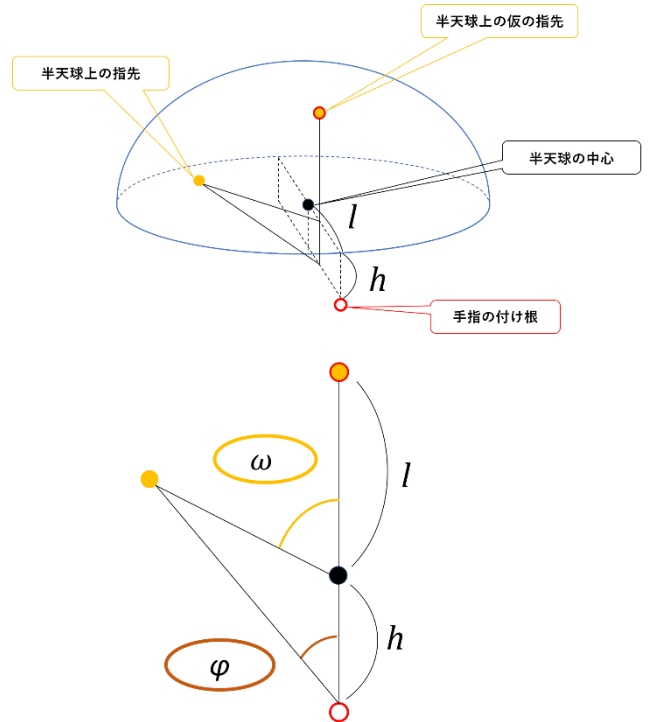 半天球上の仮の指先
半天球上の指先
半天球の中心
l
h
手指の付け根
ω
l
h
φ